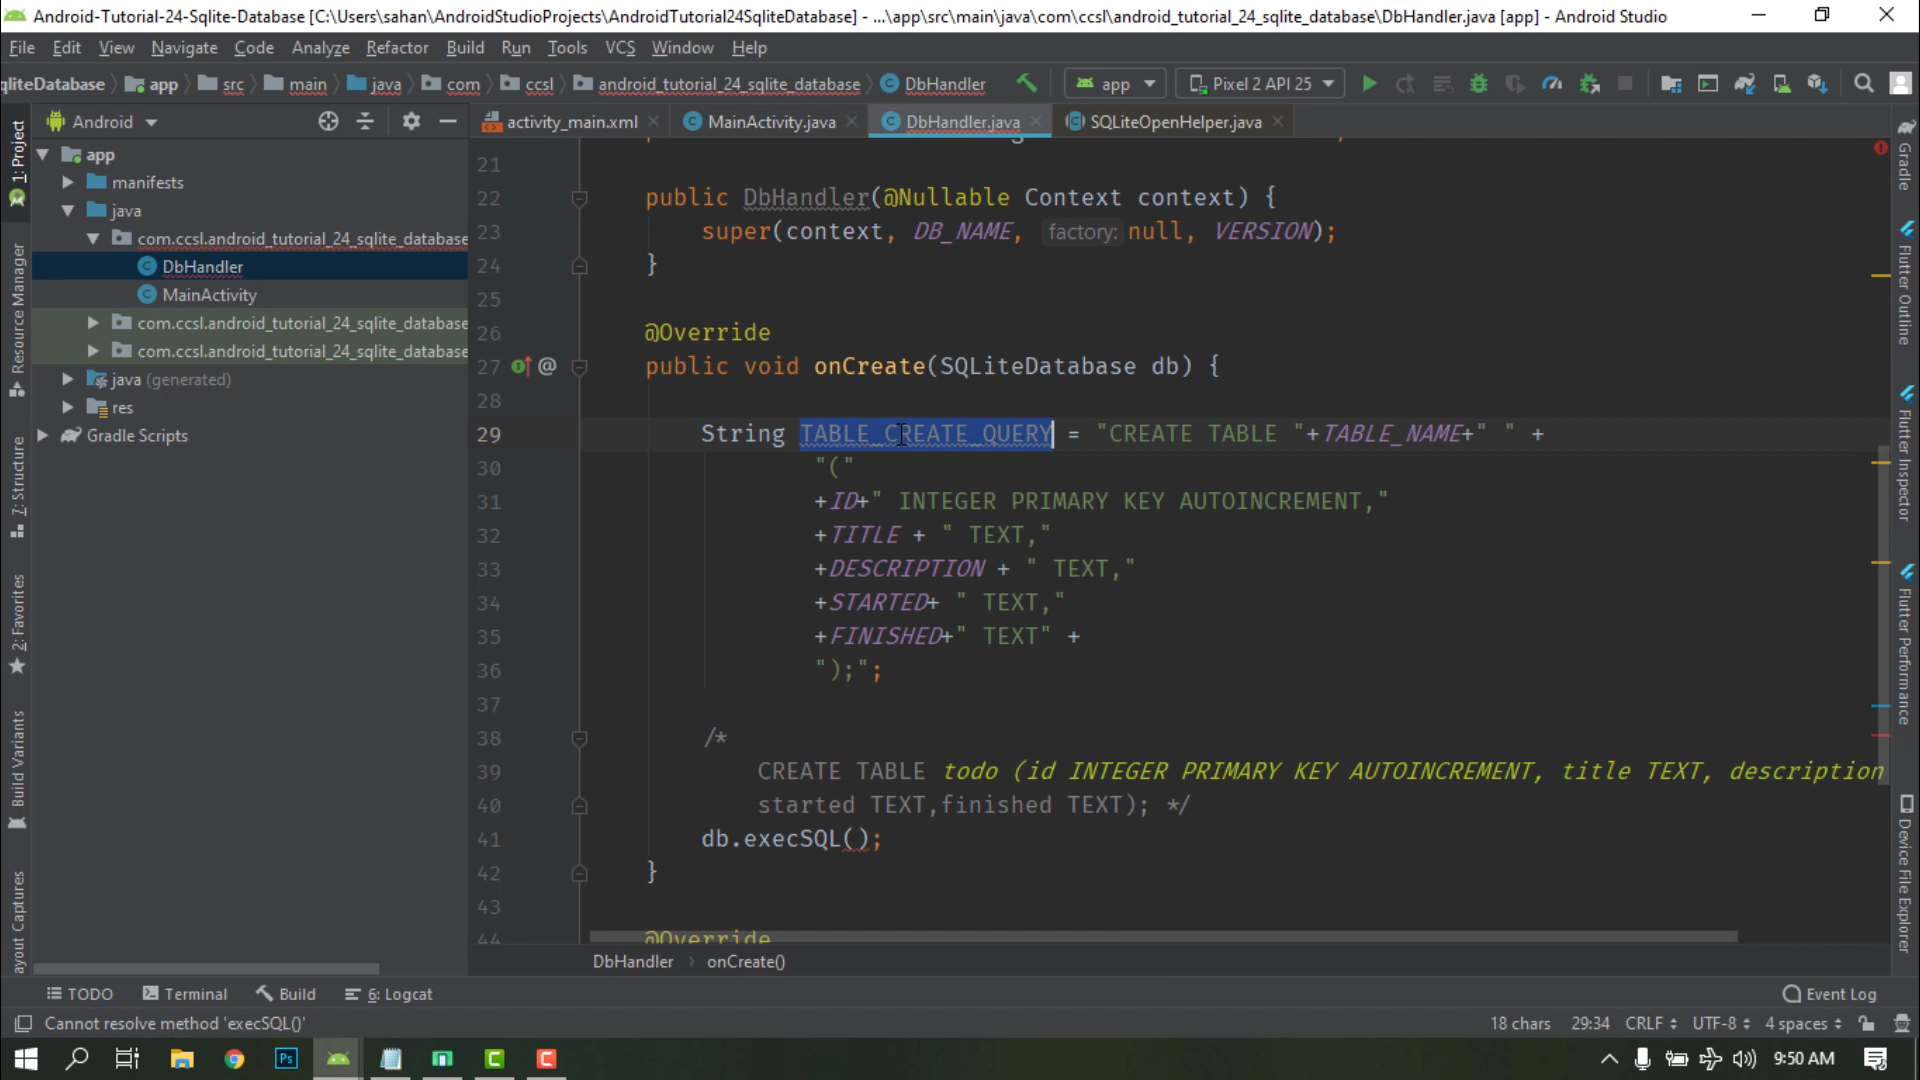 Android-Tutorial-24-Sqlite-Database [C:\Users\sahan\AndroidStudioProjects\AndroidTutorial24SqliteDatabase] - ...\app\src\main\java\com\ccsl\android_tutorial_24_sqlite_database\DbHandler.java [app] - Android Studio
File Edit View Navigate Code Analyze Refactor Build Run Tools VCS Window Help
qliteDatabase app src main java com ccsl android_tutorial_24_sqlite_database DbHandler app Pixel 2 API 25
Android activity_main.xml MainActivity.java DbHandler.java SQLiteOpenHelper.java
app
manifests
java
com.ccsl.android_tutorial_24_sqlite_database
DbHandler
MainActivity
com.ccsl.android_tutorial_24_sqlite_database
com.ccsl.android_tutorial_24_sqlite_database
java (generated)
res
Gradle Scripts
1: Project
Resource Manager
7: Structure
2: Favorites
Build Variants
ayout Captures
21
22 public DbHandler(@Nullable Context context) {
23 super(context, DB_NAME, factory: null, VERSION);
24 }
25
26 @Override
27 @ public void onCreate(SQLiteDatabase db) {
28
29 String TABLE_CREATE_QUERY = "CREATE TABLE "+TABLE_NAME+" " +
30 "("
31 +ID+" INTEGER PRIMARY KEY AUTOINCREMENT,"
32 +TITLE + " TEXT,"
33 +DESCRIPTION + " TEXT,"
34 +STARTED+ " TEXT,"
35 +FINISHED+" TEXT" +
36 ");";
37
38 /*
39 CREATE TABLE todo (id INTEGER PRIMARY KEY AUTOINCREMENT, title TEXT, description
40 started TEXT,finished TEXT); */
41 db.execSQL();
42 }
43
44 @Override
DbHandler onCreate()
Gradle
Flutter Outline
Flutter Inspector
Flutter Performance
Device File Explorer
TODO Terminal Build 6: Logcat Event Log
Cannot resolve method 'execSQL()' 18 chars 29:34 CRLF UTF-8 4 spaces
Ps 9:50 AM